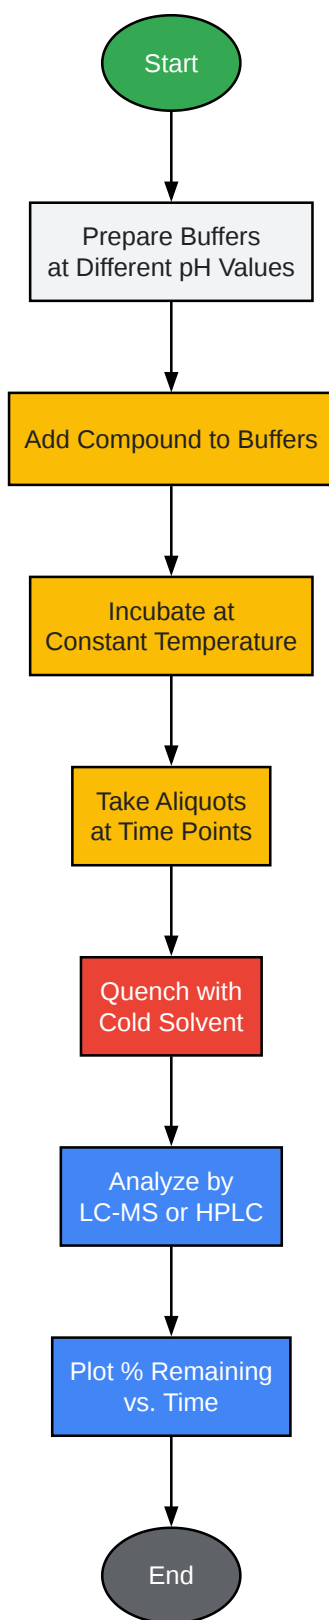 Start
Prepare Buffers
at Different pH Values
Add Compound to Buffers
Incubate at
Constant Temperature
Take Aliquots
at Time Points
Quench with
Cold Solvent
Analyze by
LC-MS or HPLC
Plot % Remaining
vs. Time
End